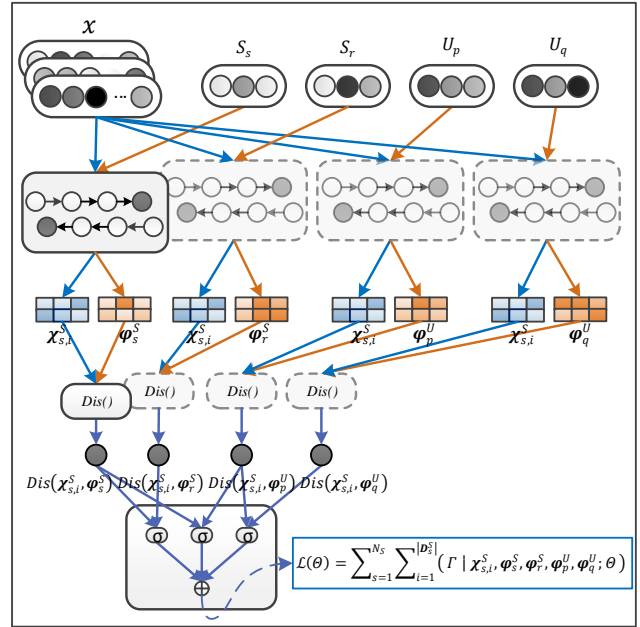 x S_s S_r U_p U_q
...
χ^S_{s,i} φ^S_s χ^S_{s,i} φ^S_r χ^S_{s,i} φ^U_p χ^S_{s,i} φ^U_q
Dis() Dis() Dis() Dis()
Dis(χ^S_{s,i}, φ^S_s) Dis(χ^S_{s,i}, φ^S_r) Dis(χ^S_{s,i}, φ^U_p) Dis(χ^S_{s,i}, φ^U_q)
σ σ σ
ℒ(Θ) = ∑_{s=1}^{N_S} ∑_{i=1}^{|D^S_s|} (Γ | χ^S_{s,i}, φ^S_s, φ^S_r, φ^U_p, φ^U_q; Θ)
⊕